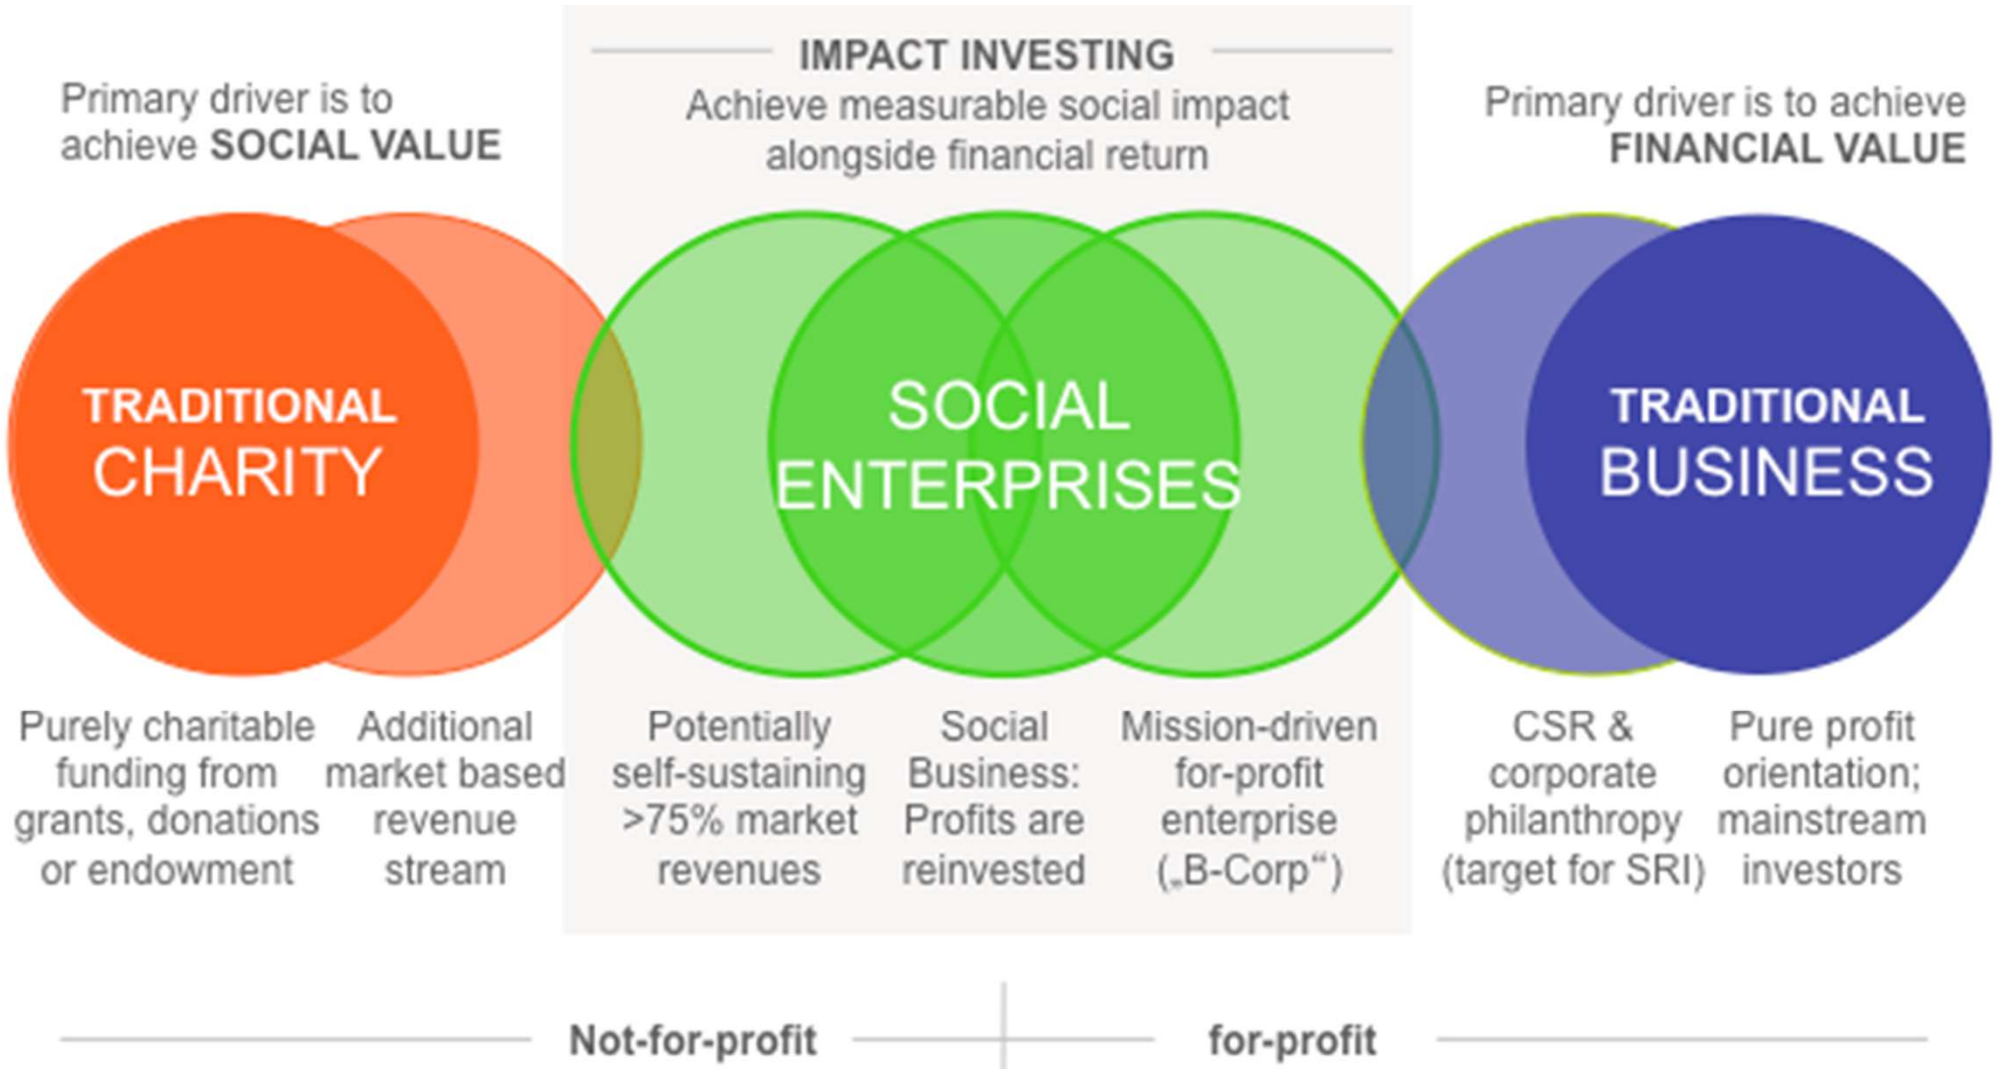 IMPACT INVESTING
Achieve measurable social impact
alongside financial return
Primary driver is to
achieve SOCIAL VALUE
Primary driver is to achieve
FINANCIAL VALUE
TRADITIONAL
CHARITY
SOCIAL
ENTERPRISES
TRADITIONAL
BUSINESS
Purely charitable
funding from
grants, donations
or endowment
Additional
market based
revenue
stream
Potentially
self-sustaining
>75% market
revenues
Social
Business:
Profits are
reinvested
Mission-driven
for-profit
enterprise
(„B-Corp“)
CSR &
corporate
philanthropy
(target for SRI)
Pure profit
orientation;
mainstream
investors
Not-for-profit
for-profit